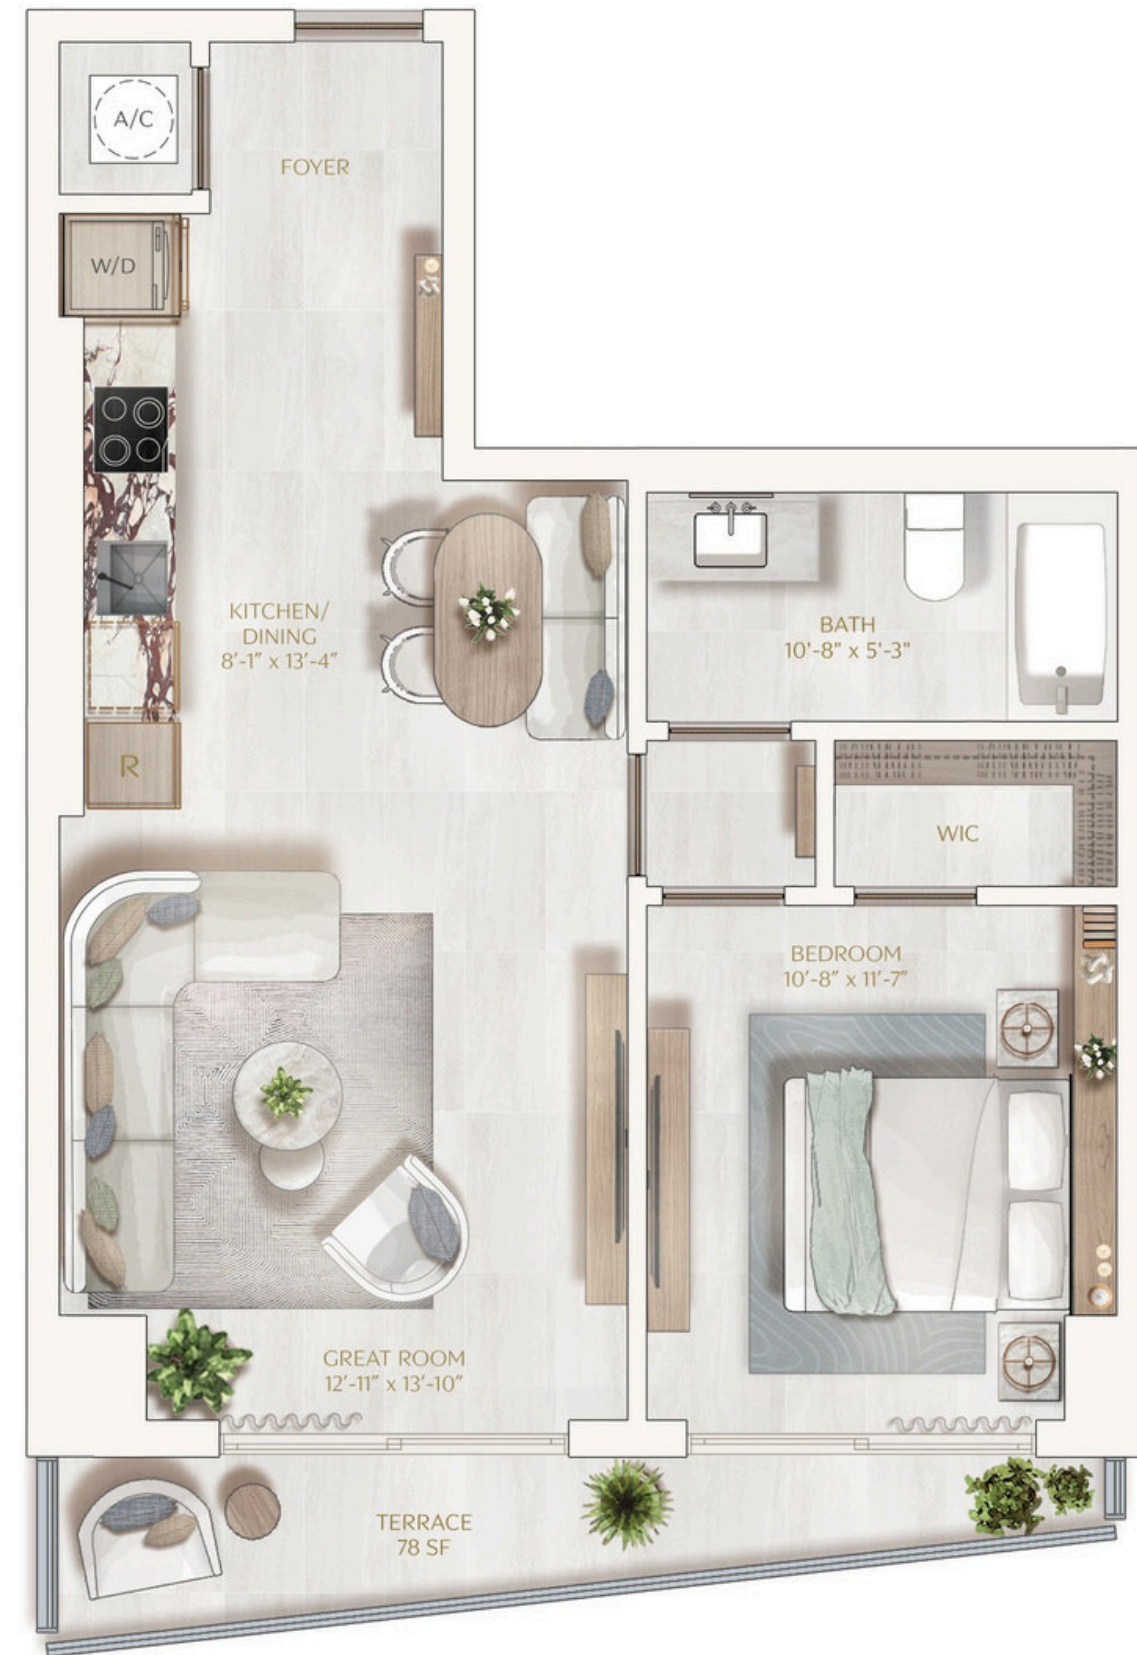 A/C
FOYER
W/D
KITCHEN/
DINING
8'-1" x 13'-4"
BATH
10'-8" x 5'-3"
R
WIC
BEDROOM
10'-8" x 11'-7"
GREAT ROOM
12'-11" x 13'-10"
TERRACE
78 SF